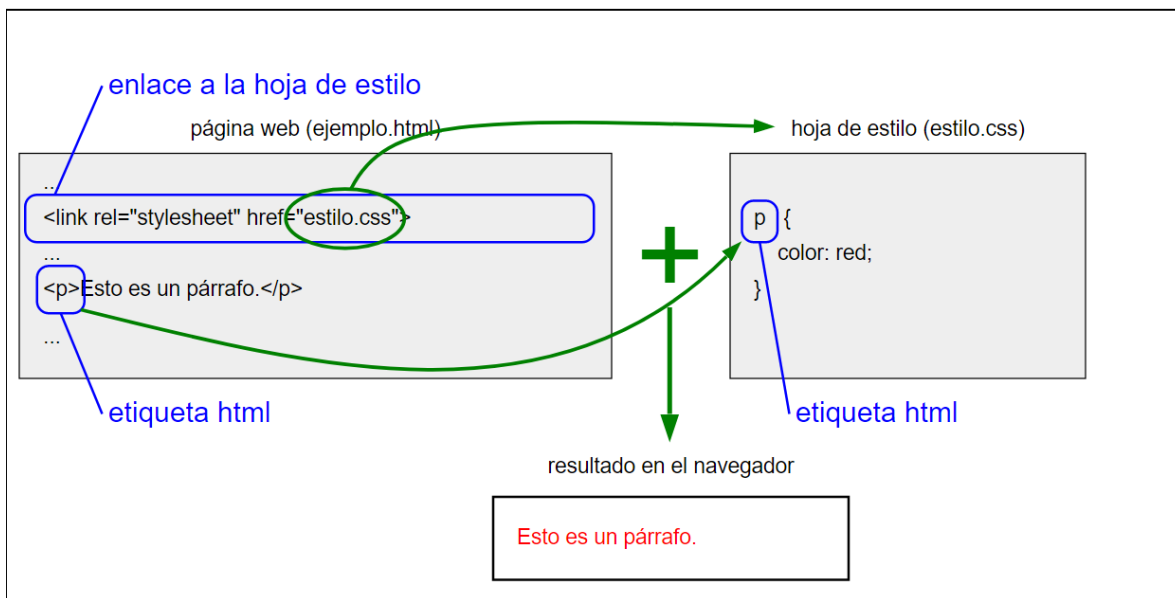 enlace a la hoja de estilo
página web (ejemplo.html)
hoja de estilo (estilo.css)
...
<link rel="stylesheet" href="estilo.css">
...
<p>Esto es un párrafo.</p>
...
p {
color: red;
}
etiqueta html
etiqueta html
resultado en el navegador
Esto es un párrafo.